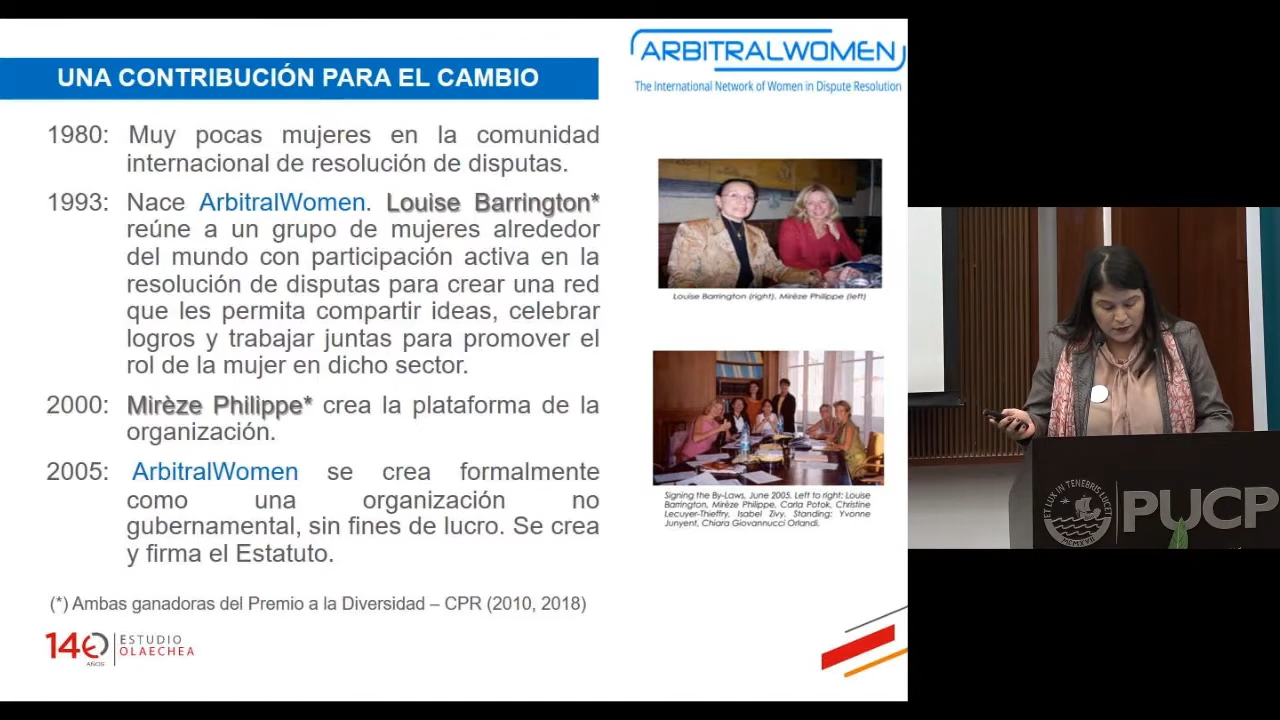 ARBITRALWOMEN
The International Network of Women in Dispute Resolution
UNA CONTRIBUCIÓN PARA EL CAMBIO
1980: Muy pocas mujeres en la comunidad
internacional de resolución de disputas.
1993: Nace ArbitralWomen. Louise Barrington*
reúne a un grupo de mujeres alrededor
del mundo con participación activa en la
resolución de disputas para crear una red
que les permita compartir ideas, celebrar
logros y trabajar juntas para promover el
rol de la mujer en dicho sector.
2000: Mirèze Philippe* crea la plataforma de la
organización.
2005: ArbitralWomen se crea formalmente
como una organización no
gubernamental, sin fines de lucro. Se crea
y firma el Estatuto.
(*) Ambas ganadoras del Premio a la Diversidad – CPR (2010, 2018)
140 AÑOS
ESTUDIO
OLAECHEA
Louise Barrington (right), Mirèze Philippe (left)
Signing the By-Laws, June 2005. Left to right: Louise
Barrington, Mirèze Philippe, Carla Potok, Christine
Lecuyer-Thieffry, Isabel Zivy. Standing: Yvonne
Junyent, Chiara Giovannucci Orlandi.
ET LUX IN TENEBRIS LUCET
MCMXVII
PUCP